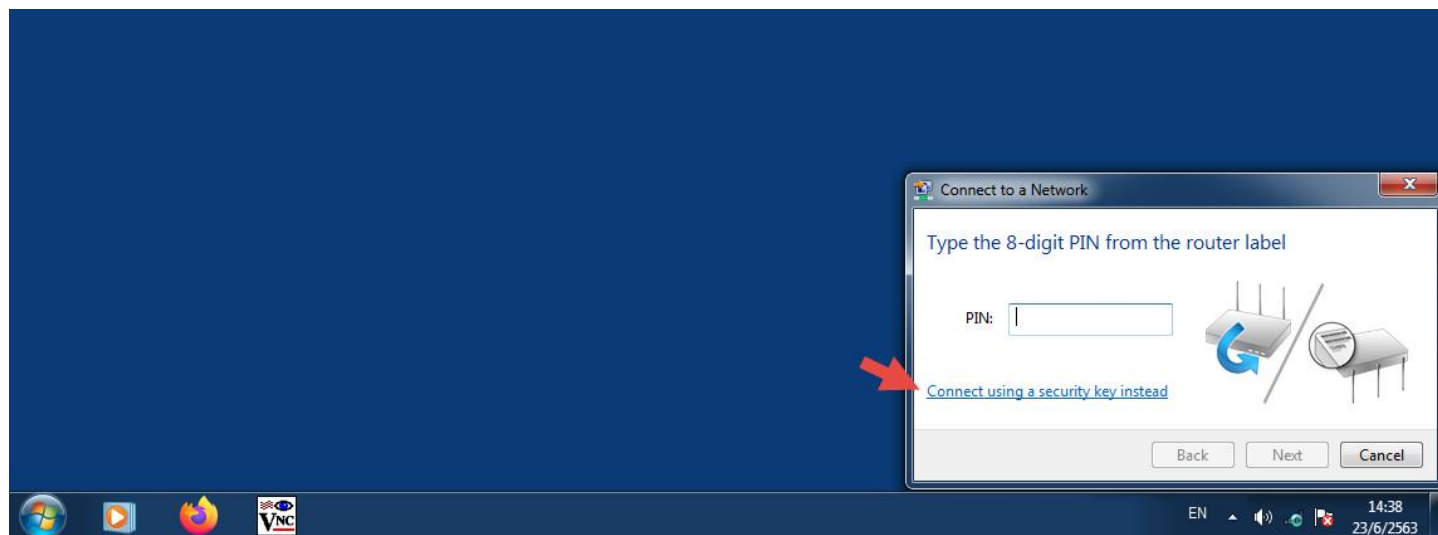 Connect to a Network
Type the 8-digit PIN from the router label
PIN:
Connect using a security key instead
Back Next Cancel
VNC
EN
14:38
23/6/2563